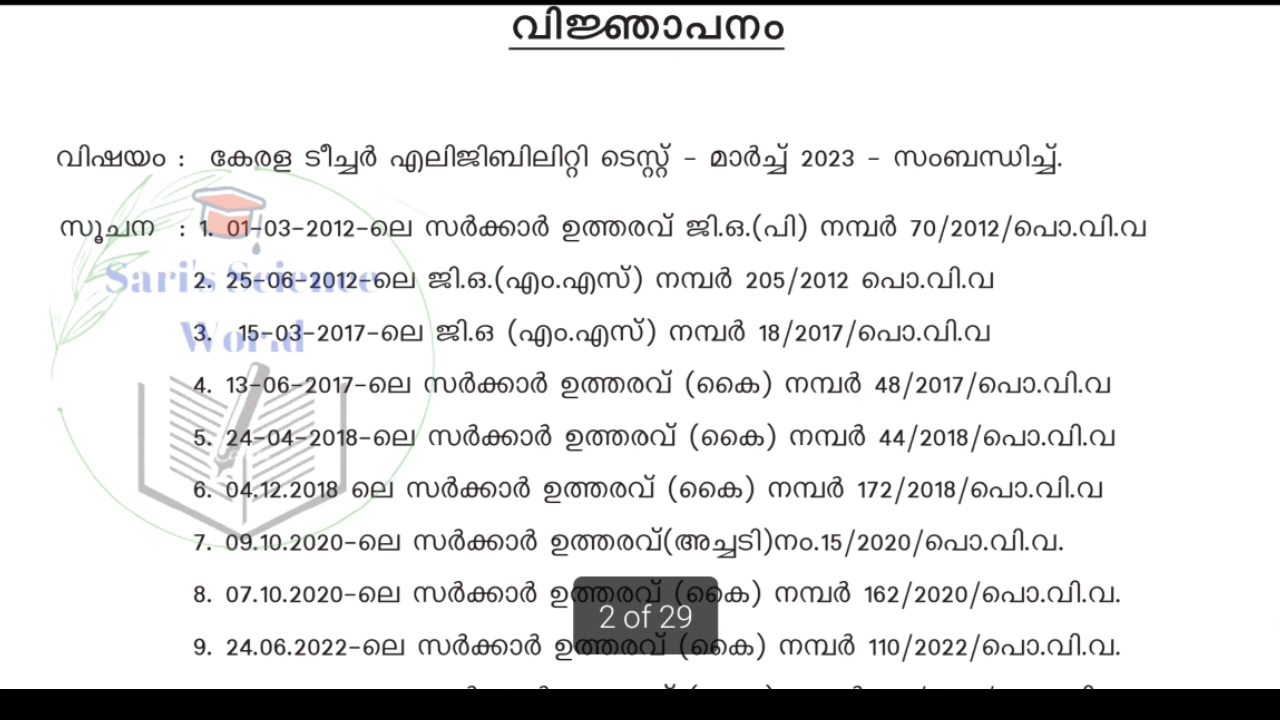 വിജ്ഞാപനം
വിഷയം : കേരള ടീച്ചർ എലിജിബിലിറ്റി ടെസ്റ്റ് – മാർച്ച് 2023 – സംബന്ധിച്ച്.
സൂചന : 1. 01-03-2012-ലെ സർക്കാർ ഉത്തരവ് ജി.ഒ.(പി) നമ്പർ 70/2012/പൊ.വി.വ
2. 25-06-2012-ലെ ജി.ഒ.(എം.എസ്) നമ്പർ 205/2012 പൊ.വി.വ
3. 15-03-2017-ലെ ജി.ഒ (എം.എസ്) നമ്പർ 18/2017/പൊ.വി.വ
4. 13-06-2017-ലെ സർക്കാർ ഉത്തരവ് (കൈ) നമ്പർ 48/2017/പൊ.വി.വ
5. 24-04-2018-ലെ സർക്കാർ ഉത്തരവ് (കൈ) നമ്പർ 44/2018/പൊ.വി.വ
6. 04.12.2018 ലെ സർക്കാർ ഉത്തരവ് (കൈ) നമ്പർ 172/2018/പൊ.വി.വ
7. 09.10.2020-ലെ സർക്കാർ ഉത്തരവ്(അച്ചടി)നം.15/2020/പൊ.വി.വ.
8. 07.10.2020-ലെ സർക്കാർ ഉത്തരവ് (കൈ) നമ്പർ 162/2020/പൊ.വി.വ.
9. 24.06.2022-ലെ സർക്കാർ ഉത്തരവ് (കൈ) നമ്പർ 110/2022/പൊ.വി.വ.
Sari's Science
World
2 of 29